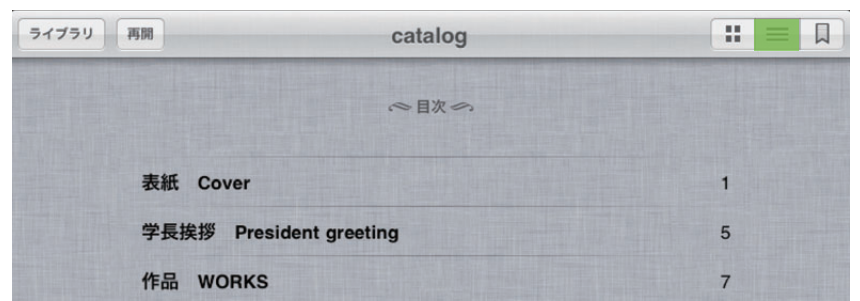 ライブラリ 再開 catalog
目次
表紙 Cover 1
学長挨拶 President greeting 5
作品 WORKS 7